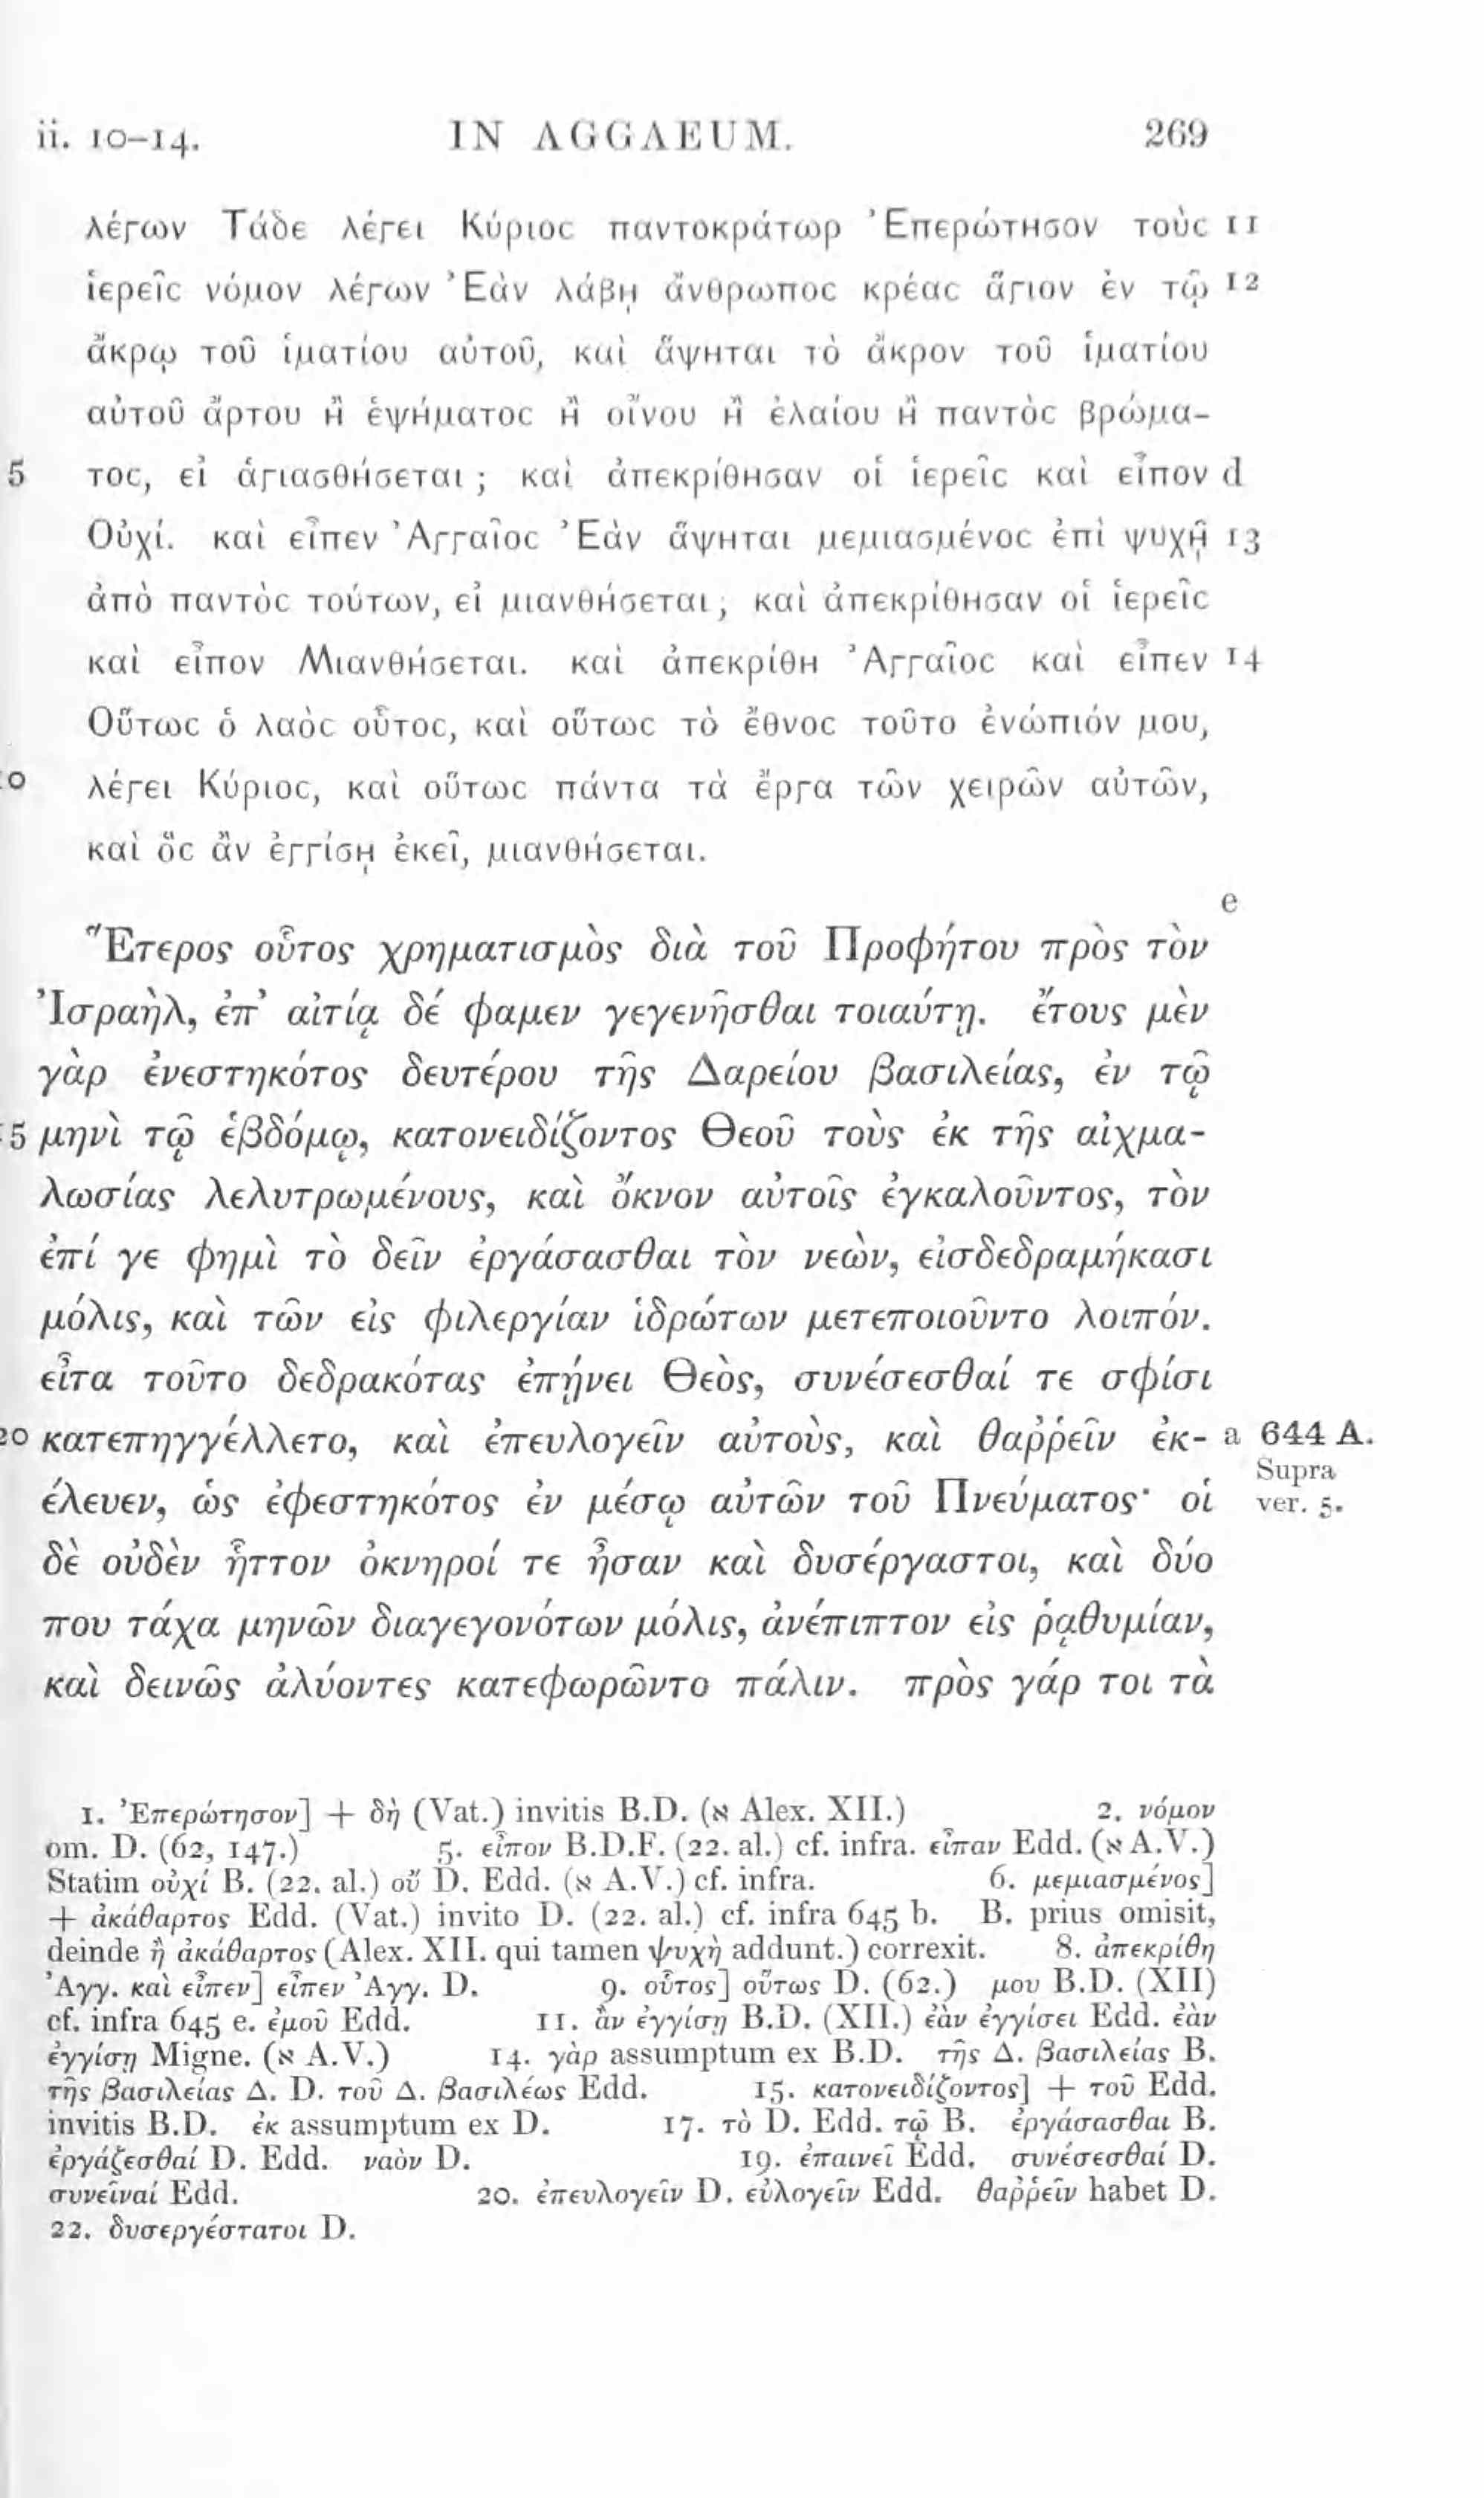 ii. 10–14. IN AGGAEUM. 269
λέγων Τάδε λέγει Κύριος παντοκράτωρ Ἐπερώτησον τοὺς 11
ἱερεῖς νόμον λέγων Ἐὰν λάβῃ ἄνθρωπος κρέας ἅγιον ἐν τῷ 12
ἄκρῳ τοῦ ἱματίου αὐτοῦ, καὶ ἅψηται τὸ ἄκρον τοῦ ἱματίου
αὐτοῦ ἄρτου ἢ ἑψήματος ἢ οἴνου ἢ ἐλαίου ἢ παντὸς βρώμα-
5 τος, εἰ ἁγιασθήσεται; καὶ ἀπεκρίθησαν οἱ ἱερεῖς καὶ εἶπον d
Οὐχί. καὶ εἶπεν Ἀγγαῖος Ἐὰν ἅψηται μεμιασμένος ἐπὶ ψυχῇ 13
ἀπὸ παντὸς τούτων, εἰ μιανθήσεται; καὶ ἀπεκρίθησαν οἱ ἱερεῖς
καὶ εἶπον Μιανθήσεται. καὶ ἀπεκρίθη Ἀγγαῖος καὶ εἶπεν 14
Οὕτως ὁ λαὸς οὗτος, καὶ οὕτως τὸ ἔθνος τοῦτο ἐνώπιόν μου,
0 λέγει Κύριος, καὶ οὕτως πάντα τὰ ἔργα τῶν χειρῶν αὐτῶν,
καὶ ὃς ἂν ἐγγίσῃ ἐκεῖ, μιανθήσεται.
e
Ἕτερος οὗτος χρηματισμὸς διὰ τοῦ Προφήτου πρὸς τὸν
Ἰσραὴλ, ἐπ’ αἰτίᾳ δέ φαμεν γεγενῆσθαι τοιαύτῃ. ἔτους μὲν
γὰρ ἐνεστηκότος δευτέρου τῆς Δαρείου βασιλείας, ἐν τῷ
5 μηνὶ τῷ ἑβδόμῳ, κατονειδίζοντος Θεοῦ τοὺς ἐκ τῆς αἰχμα-
λωσίας λελυτρωμένους, καὶ ὄκνον αὐτοῖς ἐγκαλοῦντος, τὸν
ἐπί γε φημὶ τὸ δεῖν ἐργάσασθαι τὸν νεὼν, εἰσδεδραμήκασι
μόλις, καὶ τῶν εἰς φιλεργίαν ἱδρώτων μετεποιοῦντο λοιπόν.
εἶτα τοῦτο δεδρακότας ἐπῄνει Θεὸς, συνέσεσθαί τε σφίσι
20 κατεπηγγέλλετο, καὶ ἐπευλογεῖν αὐτοὺς, καὶ θαῤῥεῖν ἐκ- a 644 A.
Supra
έλευεν, ὡς ἐφεστηκότος ἐν μέσῳ αὐτῶν τοῦ Πνεύματος· οἱ ver. 5.
δὲ οὐδὲν ἧττον ὀκνηροί τε ἦσαν καὶ δυσέργαστοι, καὶ δύο
που τάχα μηνῶν διαγεγονότων μόλις, ἀνέπιπτον εἰς ῥᾳθυμίαν,
καὶ δεινῶς ἀλύοντες κατεφωρῶντο πάλιν. πρὸς γάρ τοι τὰ
1. Ἐπερώτησον] + δὴ (Vat.) invitis B.D. (א Alex. XII.) 2. νόμον
om. D. (62, 147.) 5. εἶπον B.D.F. (22. al.) cf. infra. εἶπαν Edd. (א A.V.)
Statim οὐχί B. (22. al.) οὔ D. Edd. (א A.V.) cf. infra. 6. μεμιασμένος]
+ ἀκάθαρτος Edd. (Vat.) invito D. (22. al.) cf. infra 645 b. B. prius omisit,
deinde ἢ ἀκάθαρτος (Alex. XII. qui tamen ψυχὴ addunt.) correxit. 8. ἀπεκρίθη
Ἀγγ. καὶ εἶπεν] εἶπεν Ἀγγ. D. 9. οὗτος] οὕτως D. (62.) μου B.D. (XII)
cf. infra 645 e. ἐμοῦ Edd. 11. ἂν ἐγγίσῃ B.D. (XII.) ἐὰν ἐγγίσει Edd. ἐὰν
ἐγγίσῃ Migne. (א A.V.) 14. γὰρ assumptum ex B.D. τῆς Δ. βασιλείας B.
τῆς βασιλείας Δ. D. τοῦ Δ. βασιλέως Edd. 15. κατονειδίζοντος] + τοῦ Edd.
invitis B.D. ἐκ assumptum ex D. 17. τὸ D. Edd. τῷ B. ἐργάσασθαι B.
ἐργάζεσθαί D. Edd. ναὸν D. 19. ἐπαινεῖ Edd. συνέσεσθαί D.
συνεῖναί Edd. 20. ἐπευλογεῖν D. εὐλογεῖν Edd. θαῤῥεῖν habet D.
22. δυσεργέστατοι D.